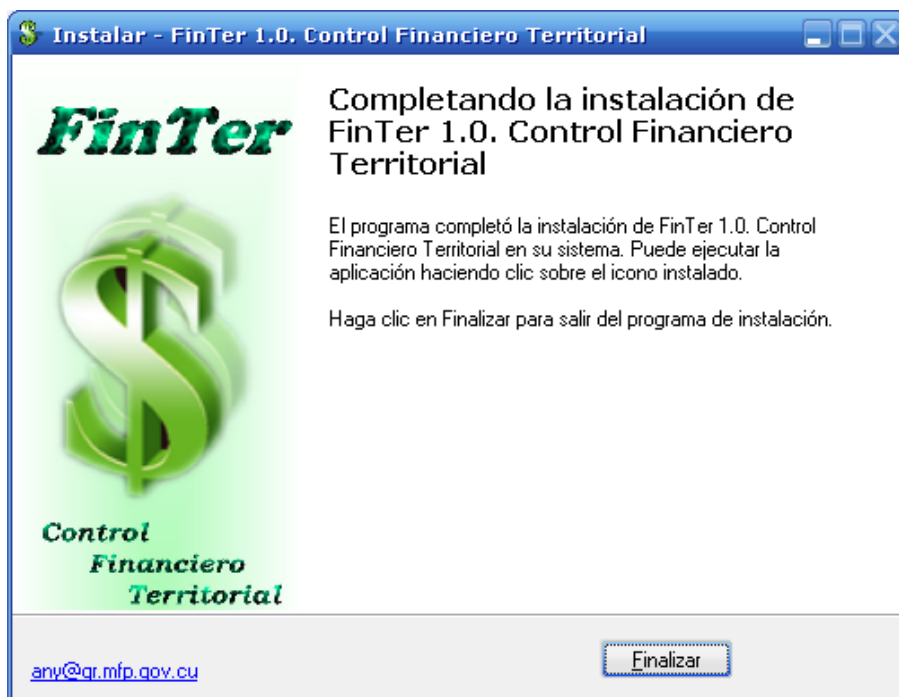 Instalar - FinTer 1.0. Control Financiero Territorial
FinTer
Control
Financiero
Territorial
Completando la instalación de
FinTer 1.0. Control Financiero
Territorial
El programa completó la instalación de FinTer 1.0. Control
Financiero Territorial en su sistema. Puede ejecutar la
aplicación haciendo clic sobre el icono instalado.
Haga clic en Finalizar para salir del programa de instalación.
any@gr.mfp.gov.cu
Finalizar